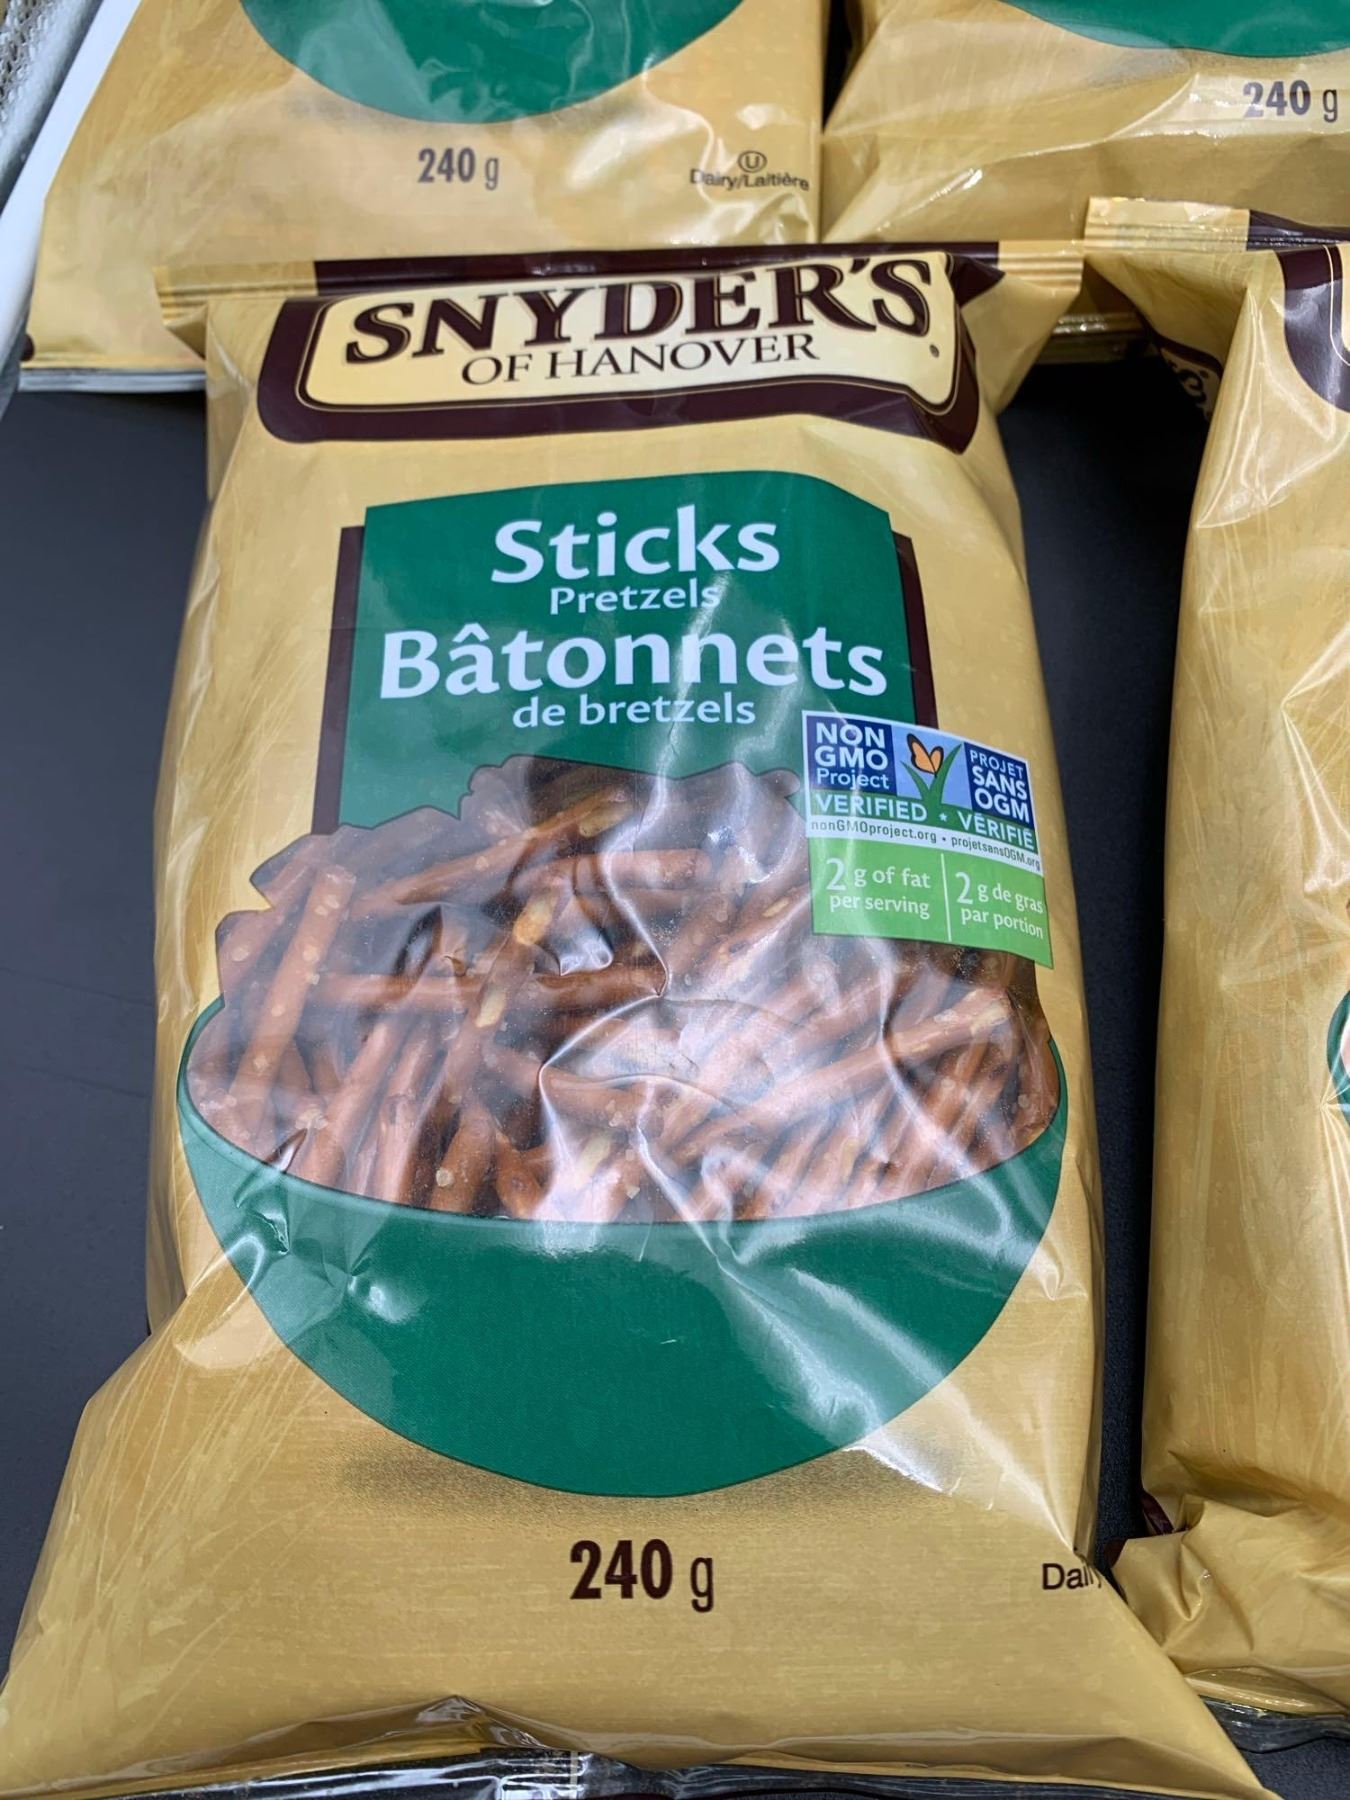 240 g
240 g
Ⓤ
Dairy/Laitière
SNYDER'S
OF HANOVER
Sticks
Pretzels
Bâtonnets
de bretzels
NON
GMO
Project
VERIFIED
nonGMOproject.org
PROJET
SANS
OGM
VÉRIFIÉ
projetsansOGM.org
2 g of fat
per serving
2 g de gras
par portion
240 g